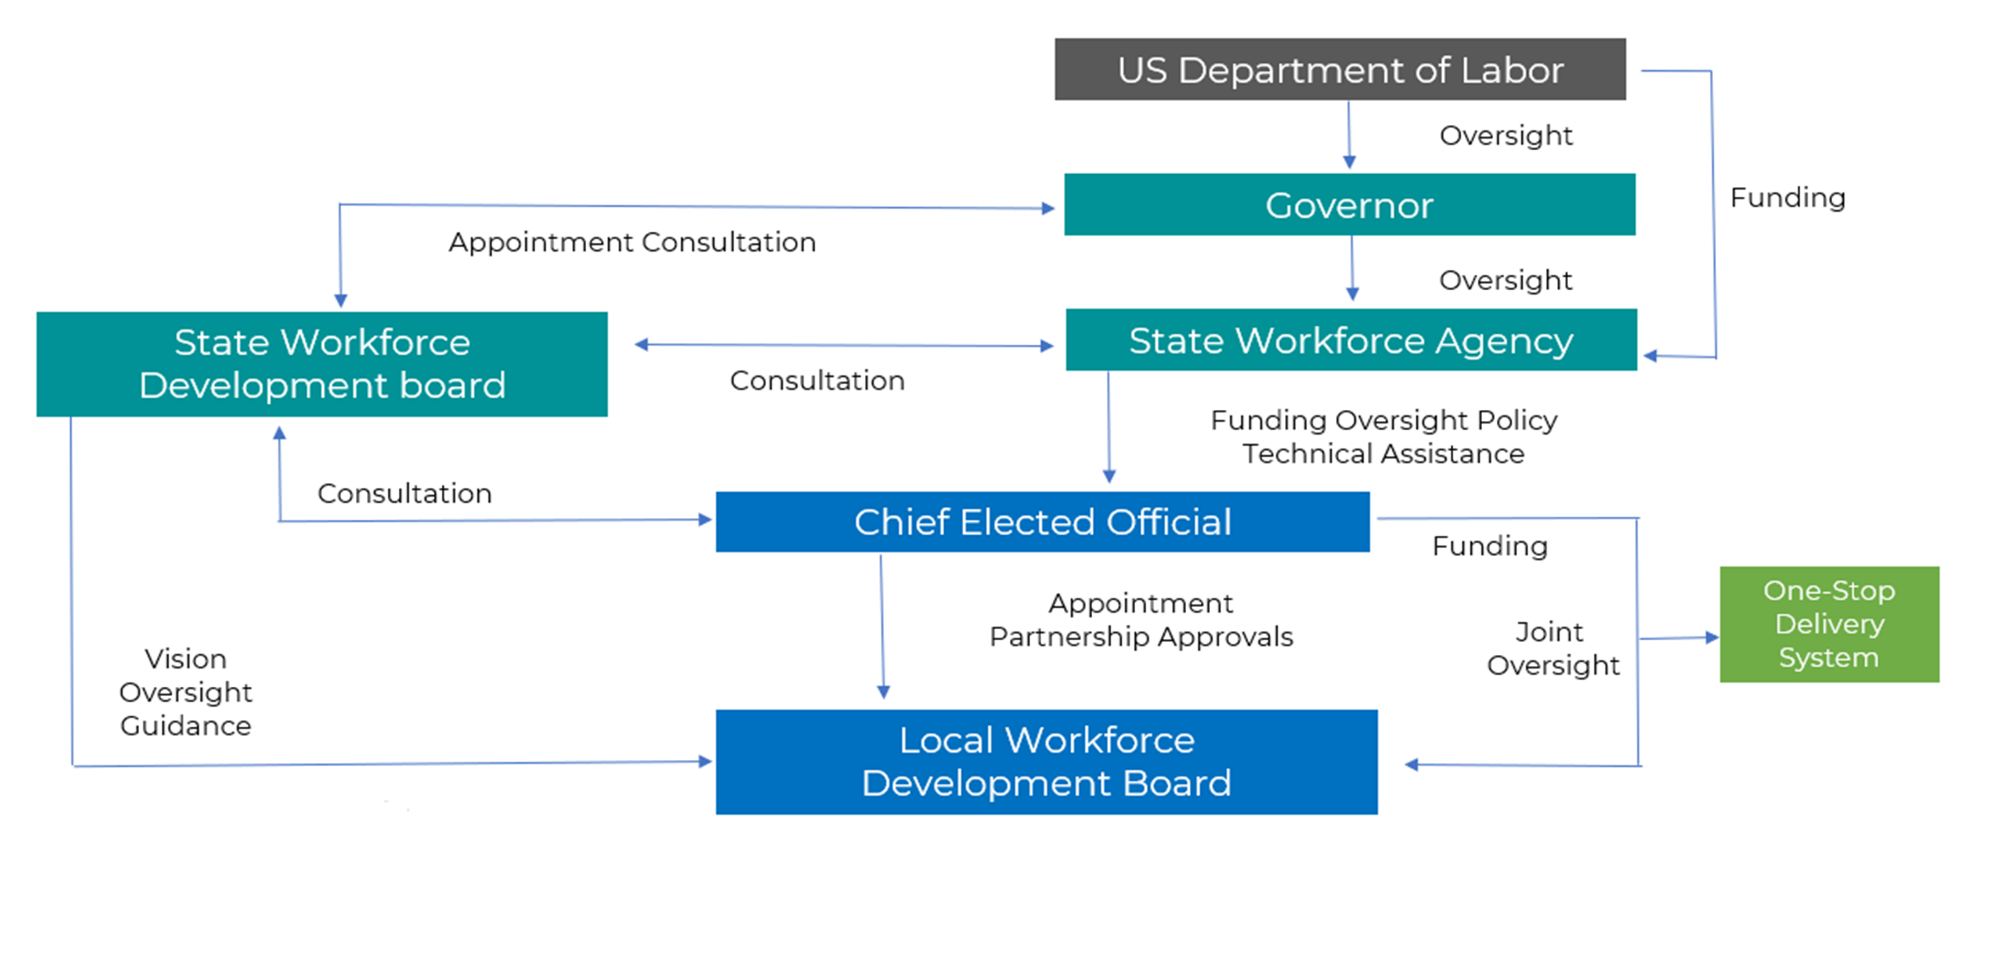 US Department of Labor
Oversight
Funding
Governor
Appointment Consultation
Oversight
State Workforce
Development board
State Workforce Agency
Consultation
Funding Oversight Policy
Technical Assistance
Consultation
Chief Elected Official
Funding
Appointment
Partnership Approvals
Joint
Oversight
One-Stop
Delivery
System
Vision
Oversight
Guidance
Local Workforce
Development Board